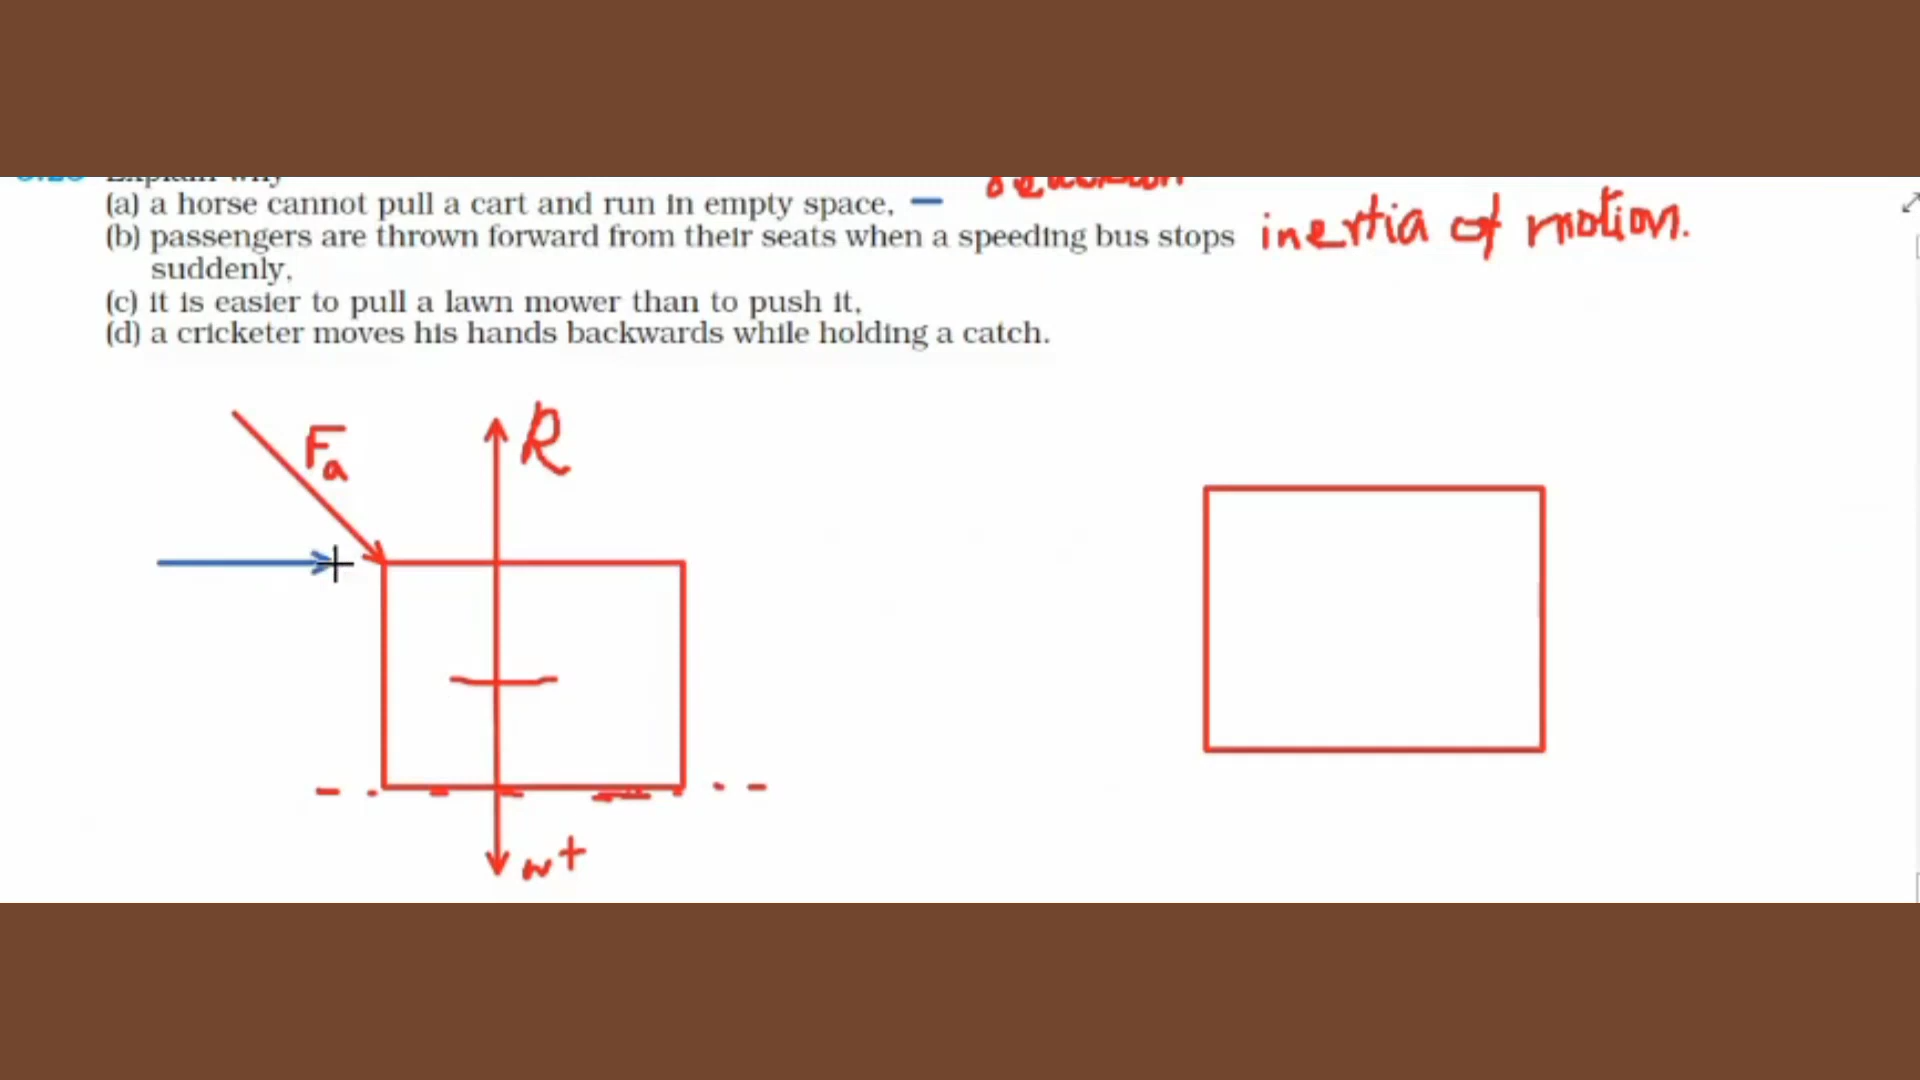 Explain why
(a) a horse cannot pull a cart and run in empty space, –
(b) passengers are thrown forward from their seats when a speeding bus stops inertia of motion.
suddenly,
(c) it is easier to pull a lawn mower than to push it,
(d) a cricketer moves his hands backwards while holding a catch.
Fa
R
wt